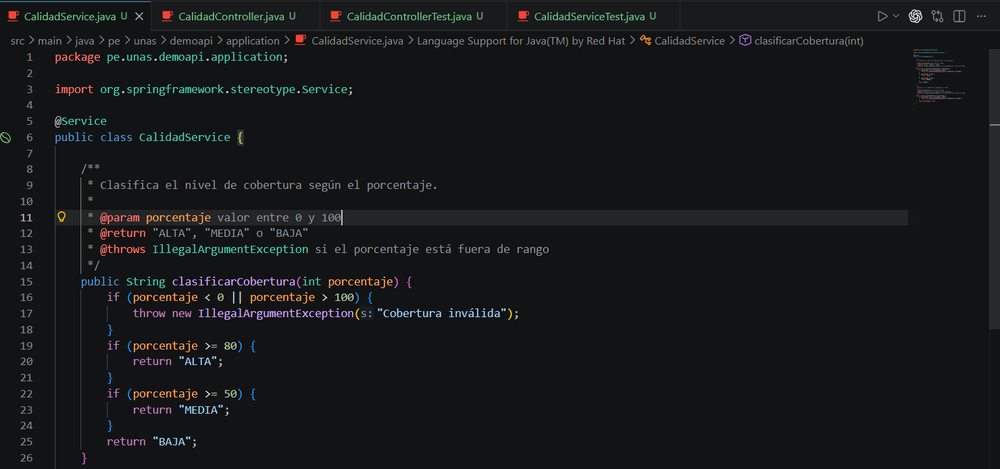 CalidadService.java U
CalidadController.java U
CalidadControllerTest.java U
CalidadServiceTest.java U
src > main > java > pe > unas > demoapi > application > CalidadService.java > Language Support for Java(TM) by Red Hat > CalidadService > clasificarCobertura(int)
1 package pe.unas.demoapi.application;
2
3 import org.springframework.stereotype.Service;
4
5 @Service
6 public class CalidadService {
7
8 /**
9 * Clasifica el nivel de cobertura según el porcentaje.
10 *
11 * @param porcentaje valor entre 0 y 100
12 * @return "ALTA", "MEDIA" o "BAJA"
13 * @throws IllegalArgumentException si el porcentaje está fuera de rango
14 */
15 public String clasificarCobertura(int porcentaje) {
16 if (porcentaje < 0 || porcentaje > 100) {
17 throw new IllegalArgumentException(s: "Cobertura inválida");
18 }
19 if (porcentaje >= 80) {
20 return "ALTA";
21 }
22 if (porcentaje >= 50) {
23 return "MEDIA";
24 }
25 return "BAJA";
26 }